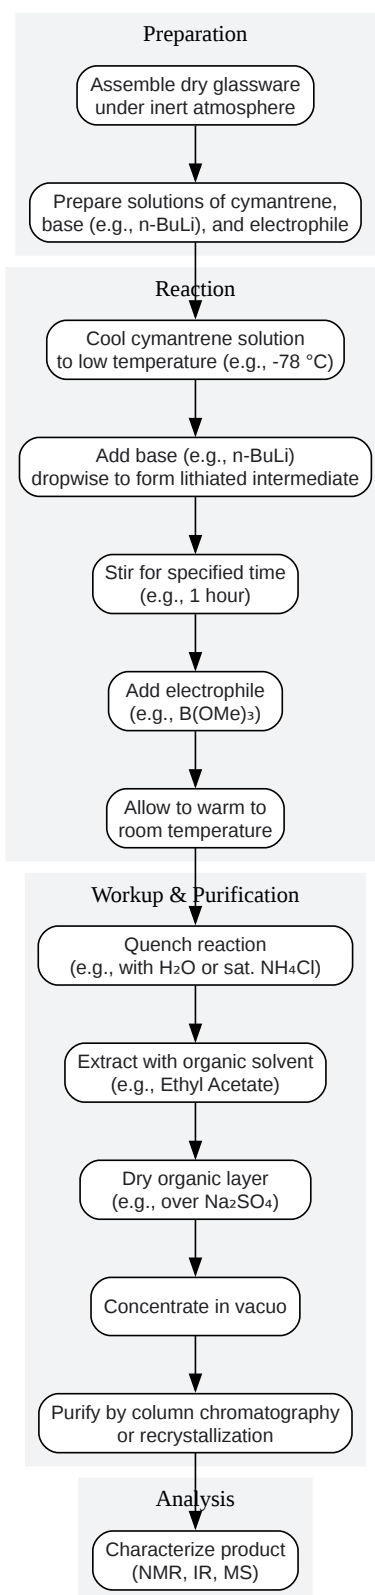 Preparation
Assemble dry glassware
under inert atmosphere
Prepare solutions of cymantrene,
base (e.g., n-BuLi), and electrophile
Reaction
Cool cymantrene solution
to low temperature (e.g., -78 °C)
Add base (e.g., n-BuLi)
dropwise to form lithiated intermediate
Stir for specified time
(e.g., 1 hour)
Add electrophile
(e.g., B(OMe)₃)
Allow to warm to
room temperature
Workup & Purification
Quench reaction
(e.g., with H₂O or sat. NH₄Cl)
Extract with organic solvent
(e.g., Ethyl Acetate)
Dry organic layer
(e.g., over Na₂SO₄)
Concentrate in vacuo
Purify by column chromatography
or recrystallization
Analysis
Characterize product
(NMR, IR, MS)